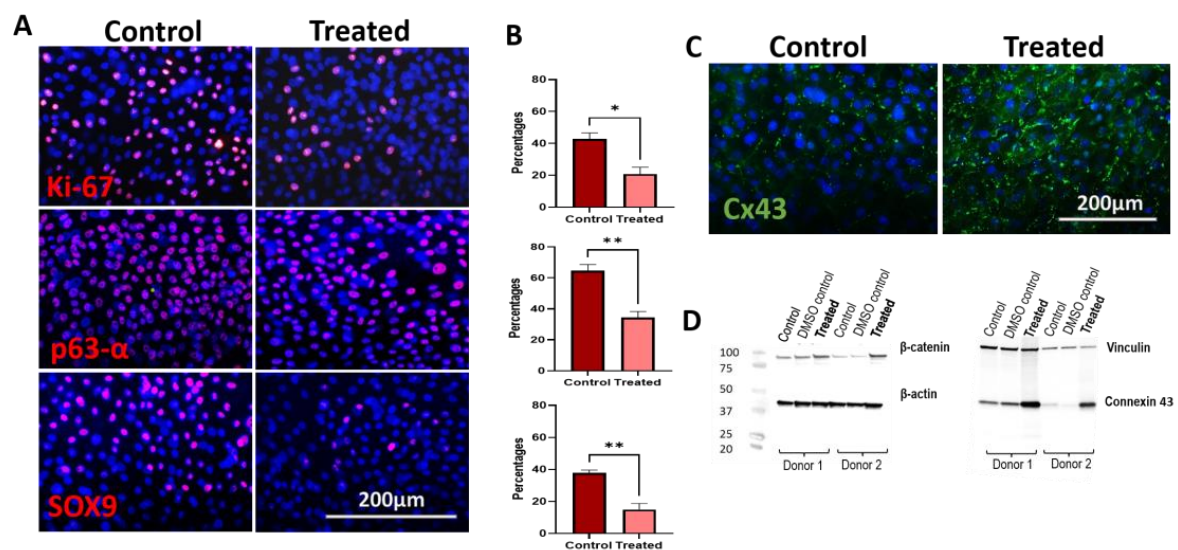 A
Control
Treated
Ki-67
p63-α
SOX9
200μm
B
80
60
40
20
0
Percentages
*
Control Treated
80
60
40
20
0
Percentages
**
Control Treated
80
60
40
20
0
Percentages
**
Control Treated
C
Control
Treated
Cx43
200μm
D
Control
DMSO control
Treated
Control
DMSO control
Treated
100
75
50
37
25
20
β-catenin
β-actin
Donor 1
Donor 2
Control
DMSO control
Treated
Control
DMSO control
Treated
Vinculin
Connexin 43
Donor 1
Donor 2